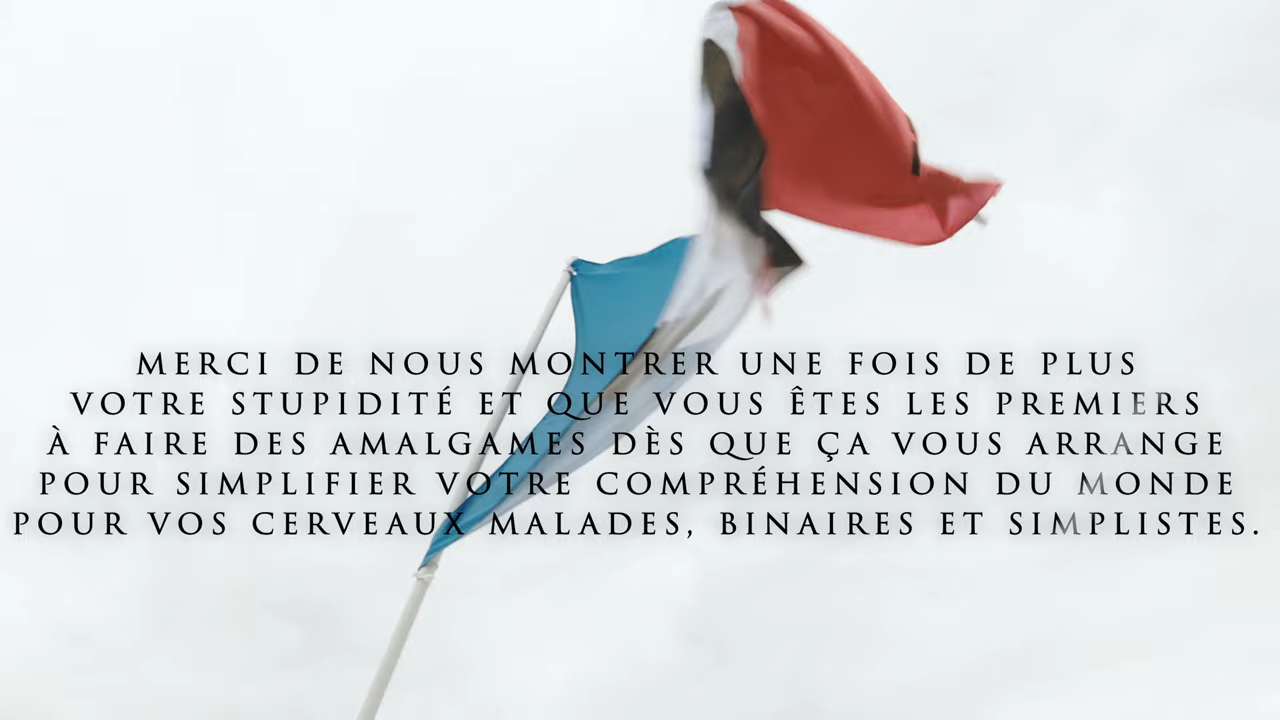 MERCI DE NOUS MONTRER UNE FOIS DE PLUS
VOTRE STUPIDITÉ ET QUE VOUS ÊTES LES PREMIERS
À FAIRE DES AMALGAMES DÈS QUE ÇA VOUS ARRANGE
POUR SIMPLIFIER VOTRE COMPRÉHENSION DU MONDE
POUR VOS CERVEAUX MALADES, BINAIRES ET SIMPLISTES.